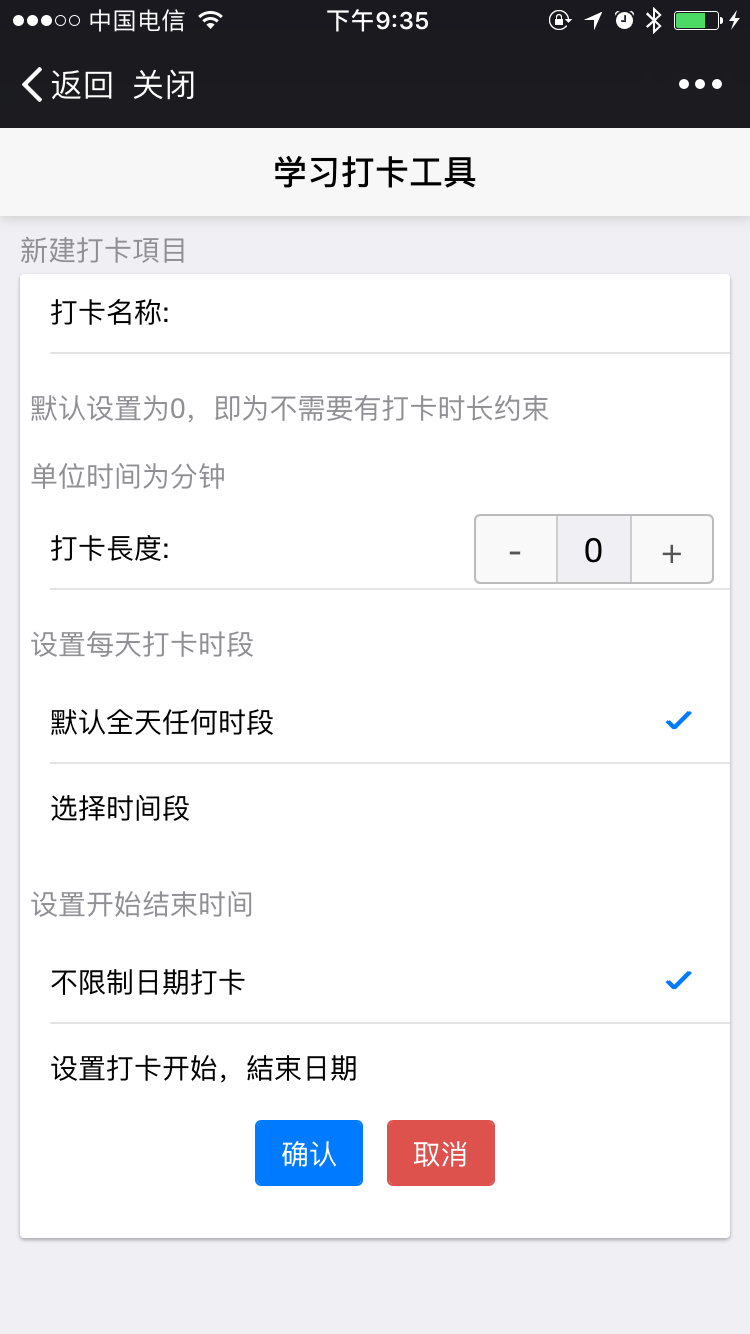 中国电信 下午9:35
返回 关闭
学习打卡工具
新建打卡項目
打卡名称:
默认设置为0，即为不需要有打卡时长约束
单位时间为分钟
打卡長度: - 0 +
设置每天打卡时段
默认全天任何时段
选择时间段
设置开始结束时间
不限制日期打卡
设置打卡开始，結束日期
确认 取消